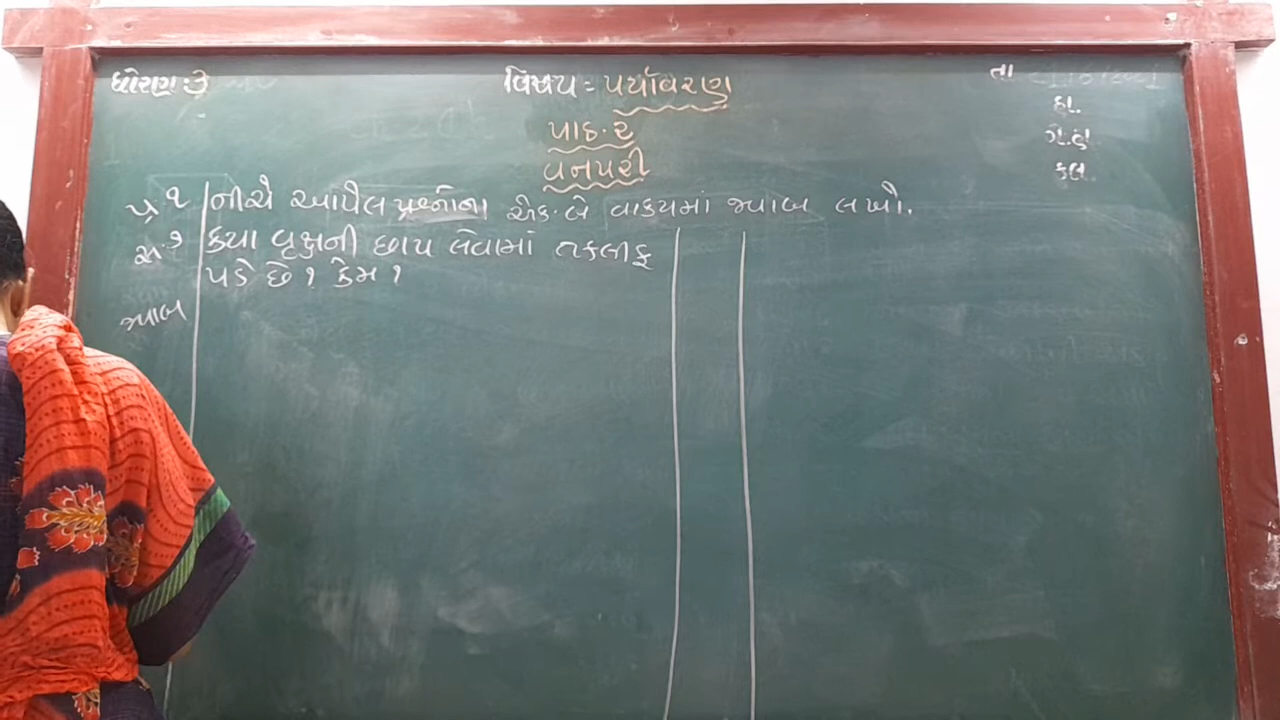 ધોરણ:૩ વિષય = પર્યાવરણ તા
પાઠ.૨
વનપરી
હા.
ગે.હા
કુલ
પ્ર ૧ નીચે આપેલ પ્રશ્નોના એક-બે વાક્યમાં જવાબ લખો.
સ.૧ કયા વૃક્ષની છાય લેવામાં તકલીફ
પડે છે ? કેમ ?
જવાબ